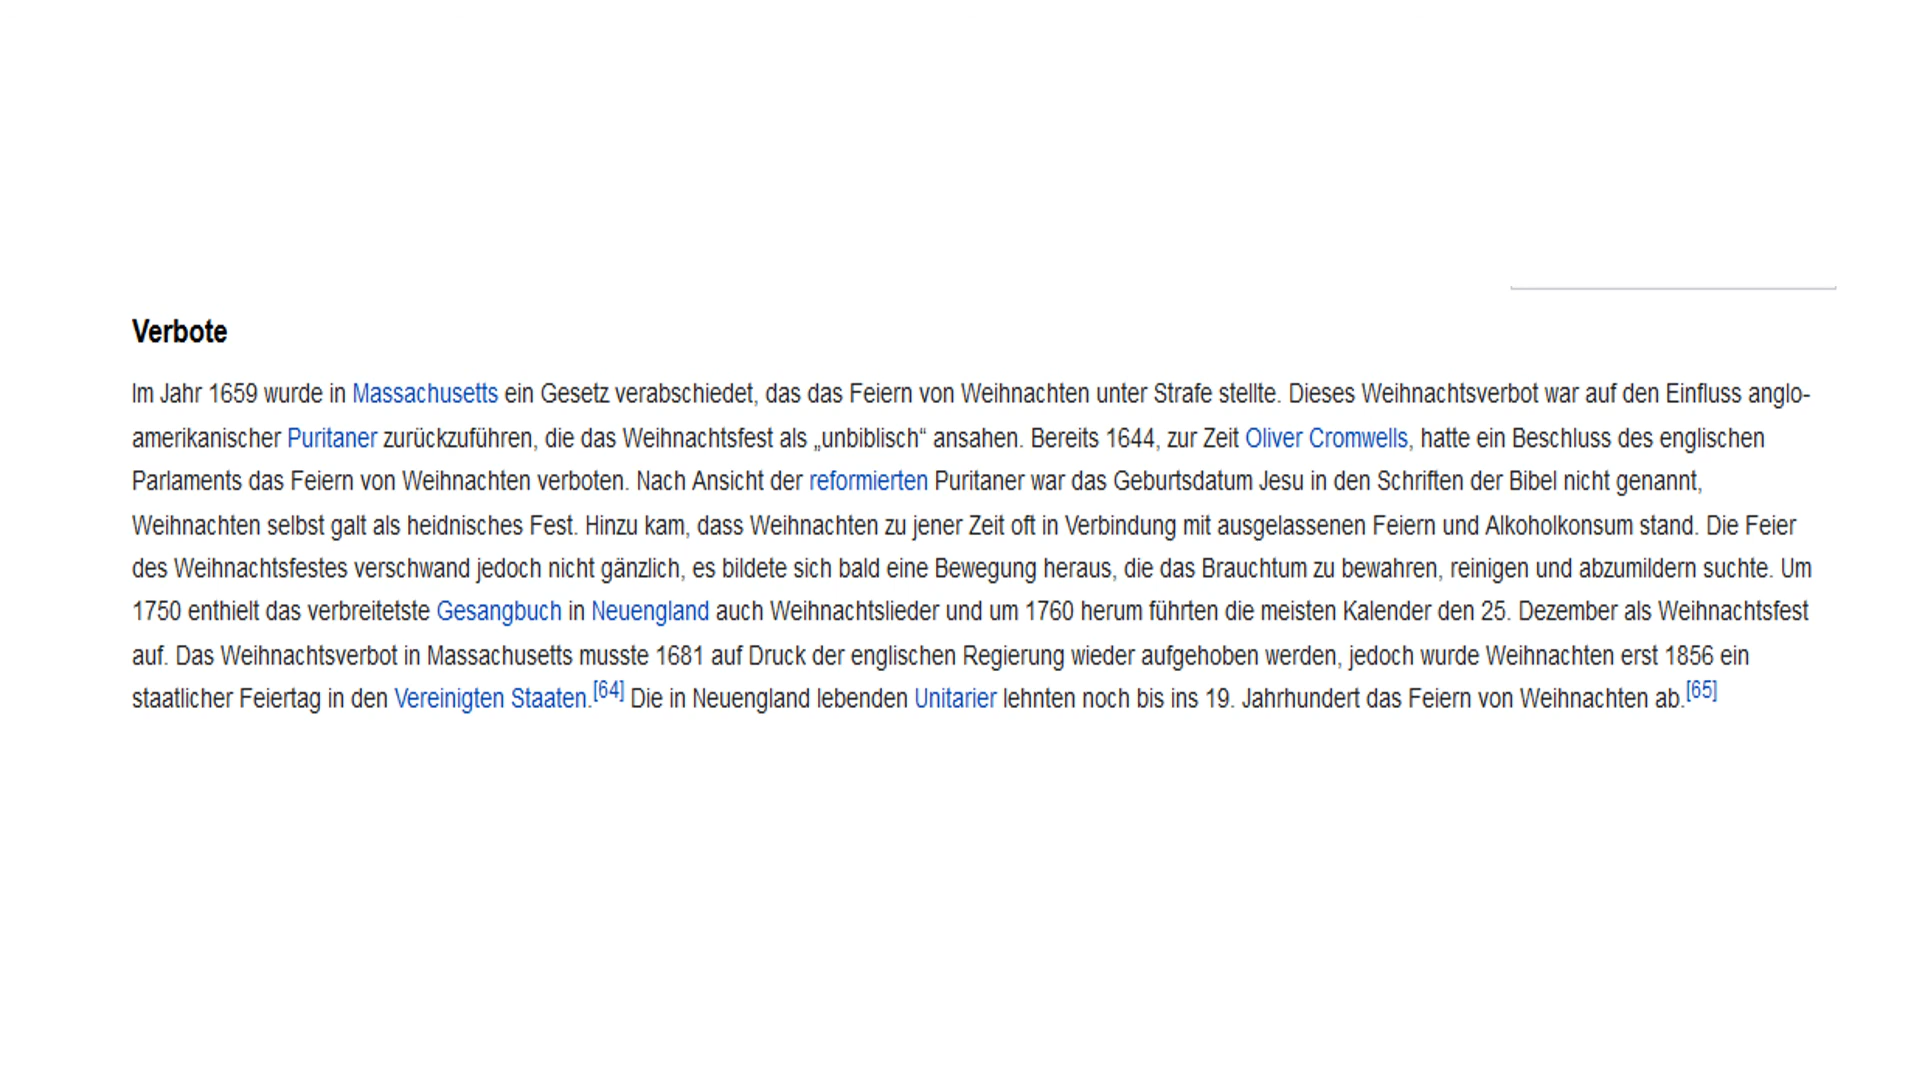 Verbote
Im Jahr 1659 wurde in Massachusetts ein Gesetz verabschiedet, das das Feiern von Weihnachten unter Strafe stellte. Dieses Weihnachtsverbot war auf den Einfluss anglo-
amerikanischer Puritaner zurückzuführen, die das Weihnachtsfest als „unbiblisch“ ansahen. Bereits 1644, zur Zeit Oliver Cromwells, hatte ein Beschluss des englischen
Parlaments das Feiern von Weihnachten verboten. Nach Ansicht der reformierten Puritaner war das Geburtsdatum Jesu in den Schriften der Bibel nicht genannt,
Weihnachten selbst galt als heidnisches Fest. Hinzu kam, dass Weihnachten zu jener Zeit oft in Verbindung mit ausgelassenen Feiern und Alkoholkonsum stand. Die Feier
des Weihnachtsfestes verschwand jedoch nicht gänzlich, es bildete sich bald eine Bewegung heraus, die das Brauchtum zu bewahren, reinigen und abzumildern suchte. Um
1750 enthielt das verbreitetste Gesangbuch in Neuengland auch Weihnachtslieder und um 1760 herum führten die meisten Kalender den 25. Dezember als Weihnachtsfest
auf. Das Weihnachtsverbot in Massachusetts musste 1681 auf Druck der englischen Regierung wieder aufgehoben werden, jedoch wurde Weihnachten erst 1856 ein
staatlicher Feiertag in den Vereinigten Staaten.[64] Die in Neuengland lebenden Unitarier lehnten noch bis ins 19. Jahrhundert das Feiern von Weihnachten ab.[65]